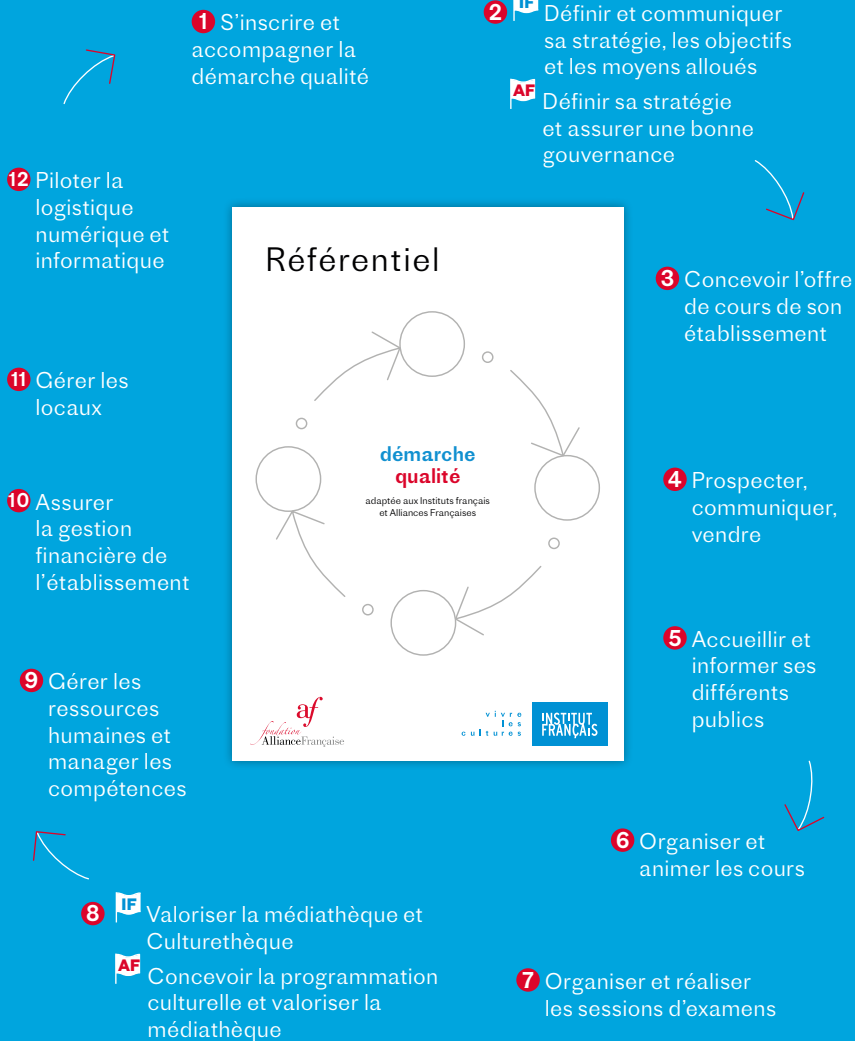 1 S'inscrire et
accompagner la
démarche qualité
2 IF Définir et communiquer
sa stratégie, les objectifs
et les moyens alloués
AF Définir sa stratégie
et assurer une bonne
gouvernance
3 Concevoir l'offre
de cours de son
établissement
4 Prospecter,
communiquer,
vendre
5 Accueillir et
informer ses
différents
publics
6 Organiser et
animer les cours
7 Organiser et réaliser
les sessions d'examens
8 IF Valoriser la médiathèque et
Culturethèque
AF Concevoir la programmation
culturelle et valoriser la
médiathèque
9 Gérer les
ressources
humaines et
manager les
compétences
10 Assurer
la gestion
financière de
l'établissement
11 Gérer les
locaux
12 Piloter la
logistique
numérique et
informatique
Référentiel
démarche
qualité
adaptée aux Instituts français
et Alliances Françaises
af
fondation
AllianceFrançaise
vivre
les
cultures
INSTITUT
FRANÇAIS